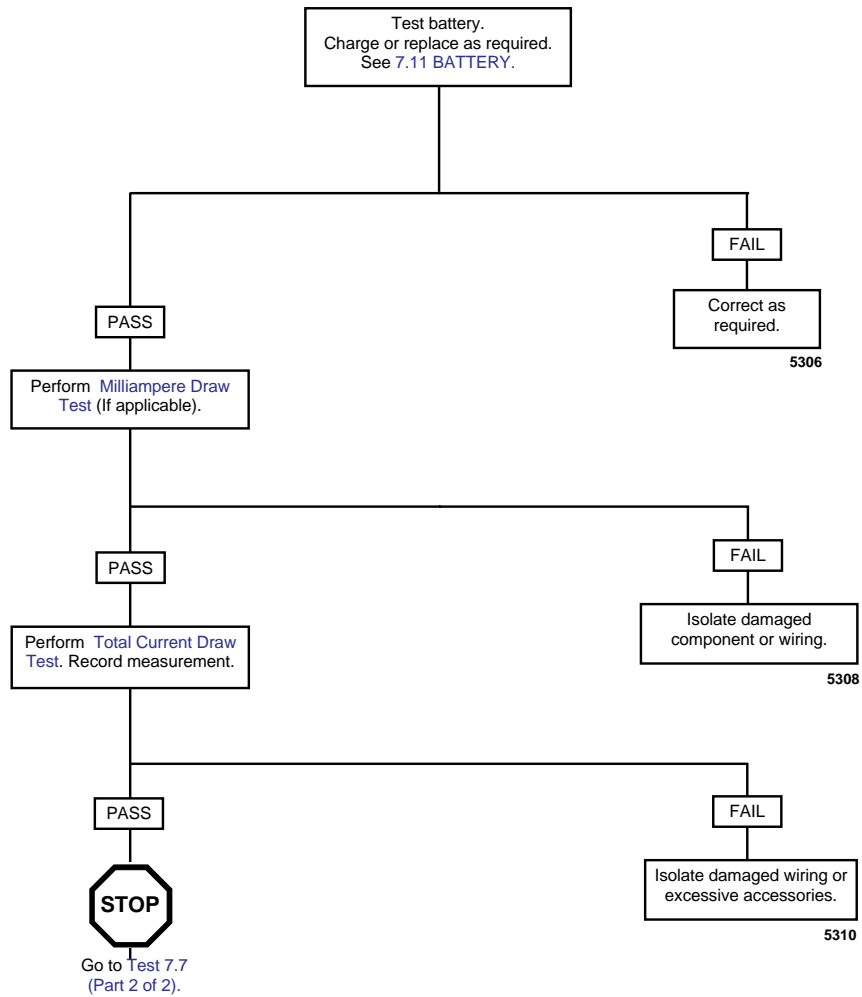 Test battery.
Charge or replace as required.
See 7.11 BATTERY.
FAIL
PASS
Correct as
required.
5306
Perform Milliampere Draw
Test (If applicable).
FAIL
PASS
Isolate damaged
component or wiring.
5308
Perform Total Current Draw
Test. Record measurement.
PASS
FAIL
Isolate damaged wiring or
excessive accessories.
5310
STOP
Go to Test 7.7
(Part 2 of 2).